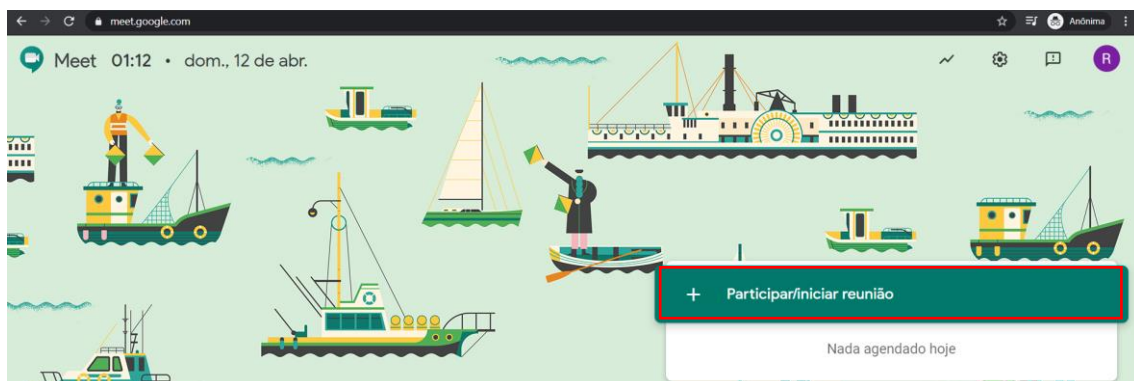 meet.google.com
Anônima
Meet 01:12 • dom., 12 de abr.
R
+ Participar/iniciar reunião
Nada agendado hoje